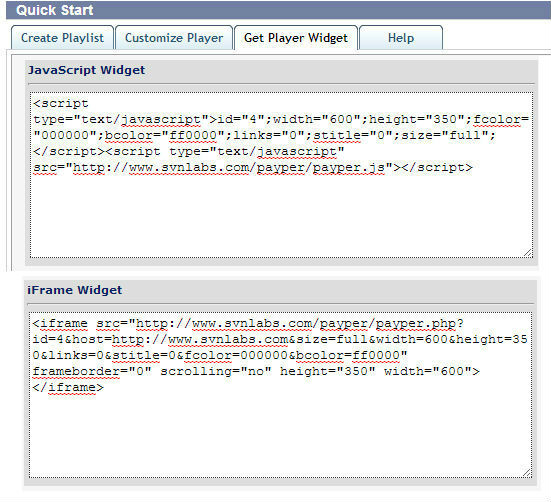 Quick Start
Create Playlist Customize Player Get Player Widget Help
JavaScript Widget
<script
type="text/javascript">id="4";width="600";height="350";fcolor=
"000000";bcolor="ff0000";links="0";stitle="0";size="full";
</script><script type="text/javascript"
src="http://www.svnlabs.com/payper/payper.js"></script>
iFrame Widget
<iframe src="http://www.svnlabs.com/payper/payper.php?
id=4&host=http://www.svnlabs.com&size=full&width=600&height=35
0&links=0&stitle=0&fcolor=000000&bcolor=ff0000"
frameborder="0" scrolling="no" height="350" width="600">
</iframe>